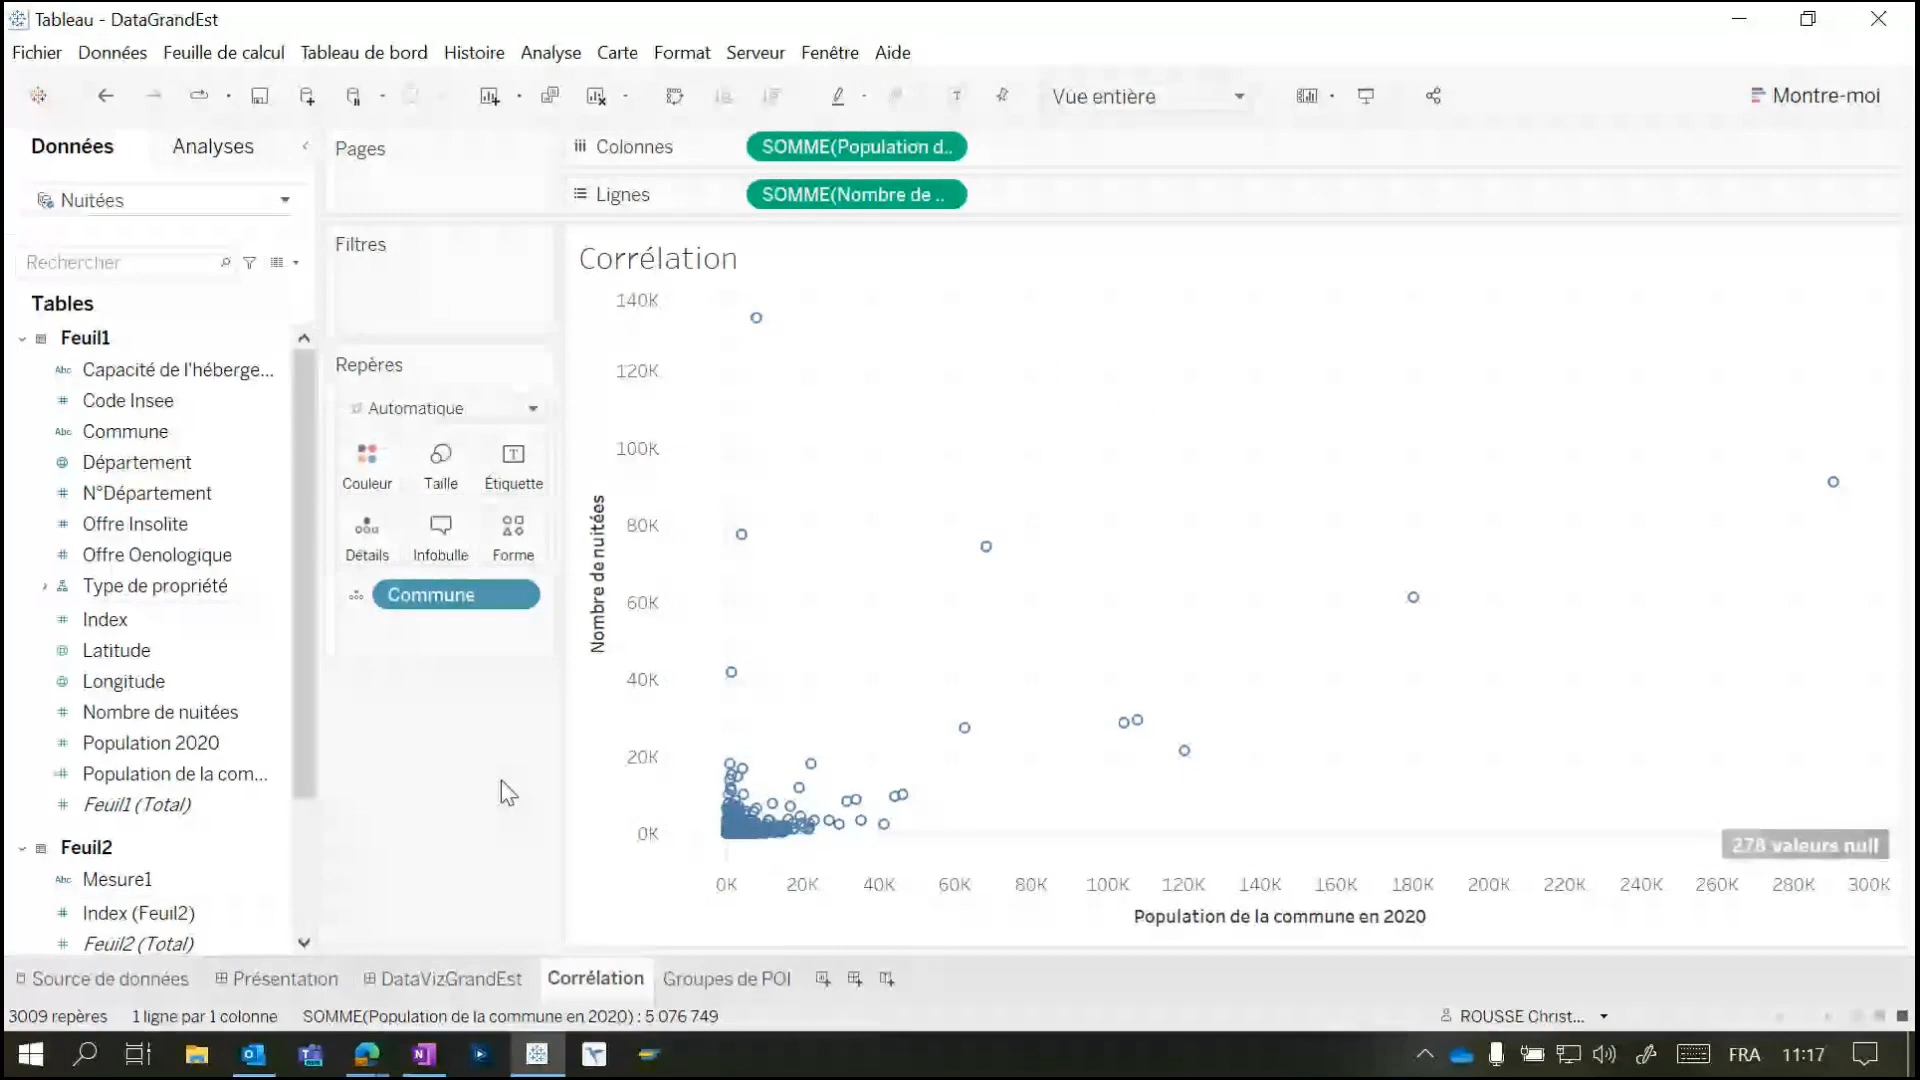 Tableau - DataGrandEst
Fichier Données Feuille de calcul Tableau de bord Histoire Analyse Carte Format Serveur Fenêtre Aide
Vue entière
Montre-moi
Données Analyses
Pages
Colonnes SOMME(Population d..
Nuitées
Lignes SOMME(Nombre de ..
Filtres
Rechercher
Corrélation
Tables
Feuil1
Abc Capacité de l'héberge...
# Code Insee
Abc Commune
Département
# N°Département
# Offre Insolite
# Offre Oenologique
Type de propriété
# Index
Latitude
Longitude
# Nombre de nuitées
# Population 2020
# Population de la com...
# Feuil1 (Total)
Feuil2
Abc Mesure1
# Index (Feuil2)
# Feuil2 (Total)
Repères
Automatique
Couleur Taille Étiquette
Détails Infobulle Forme
Commune
Nombre de nuitées
140K
120K
100K
80K
60K
40K
20K
0K
278 valeurs null
0K 20K 40K 60K 80K 100K 120K 140K 160K 180K 200K 220K 240K 260K 280K 300K
Population de la commune en 2020
Source de données Présentation DataVizGrandEst Corrélation Groupes de POI
3009 repères 1 ligne par 1 colonne SOMME(Population de la commune en 2020) : 5 076 749
ROUSSE Christ...
FRA 11:17